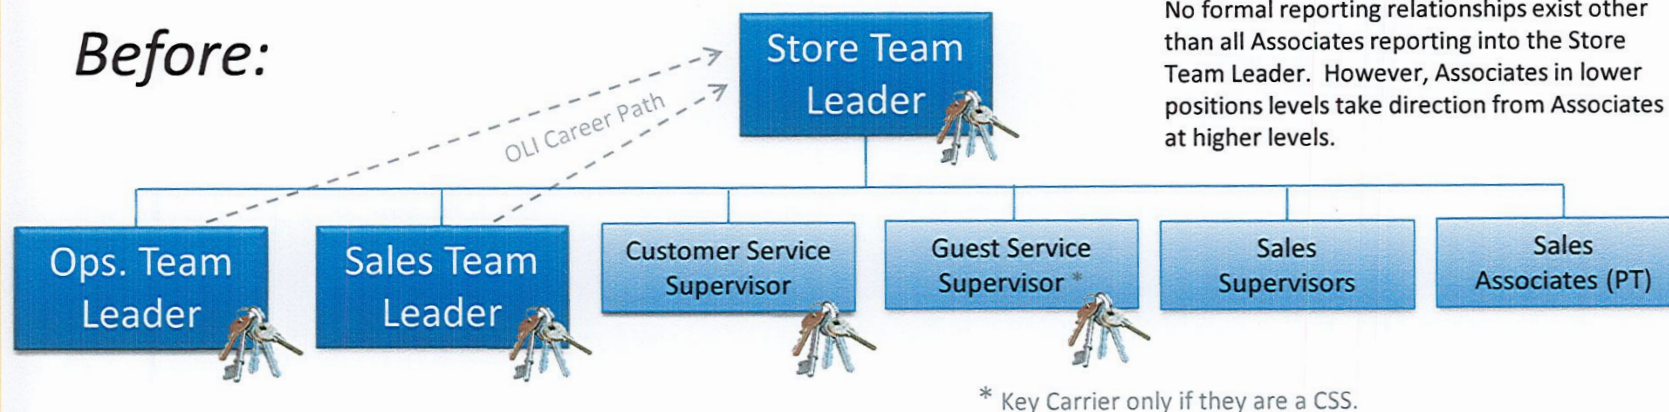 Before:
Store Team
Leader
No formal reporting relationships exist other
than all Associates reporting into the Store
Team Leader. However, Associates in lower
positions levels take direction from Associates
at higher levels.
OLI Career Path
Ops. Team
Leader
Sales Team
Leader
Customer Service
Supervisor
Guest Service
Supervisor *
Sales
Supervisors
Sales
Associates (PT)
* Key Carrier only if they are a CSS.